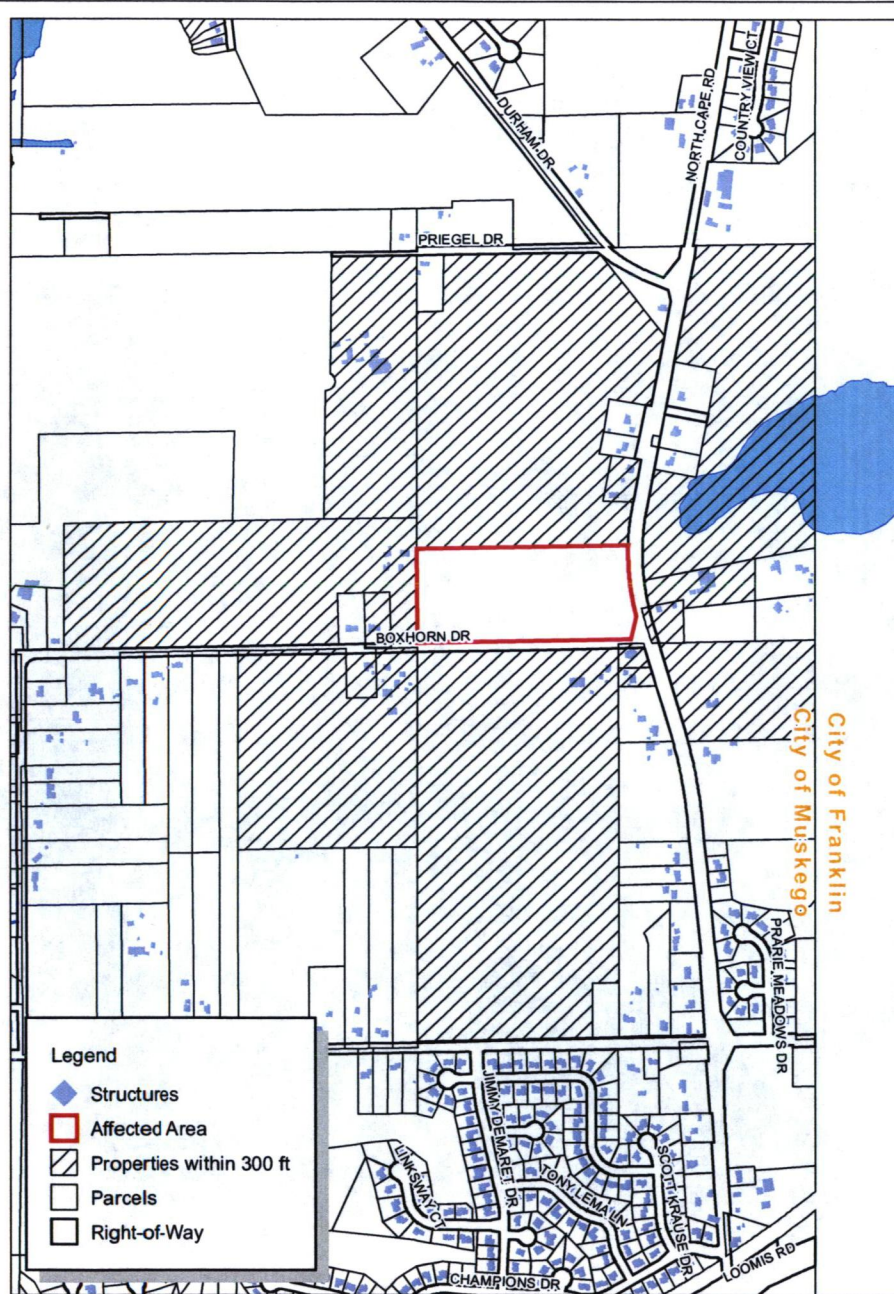 COUNTRY VIEW CT
NORTH CAPE RD
DURHAM DR
PRIEGEL DR
BOXHORN DR
City of Franklin
City of Muskego
PRARIE MEADOWS DR
JIMMY DEMARET DR
LINKSWAY CT
TONY LEMA LN
SCOTT KRAUSE DR
CHAMPIONS DR
LOOMIS RD
Legend
Structures
Affected Area
Properties within 300 ft
Parcels
Right-of-Way